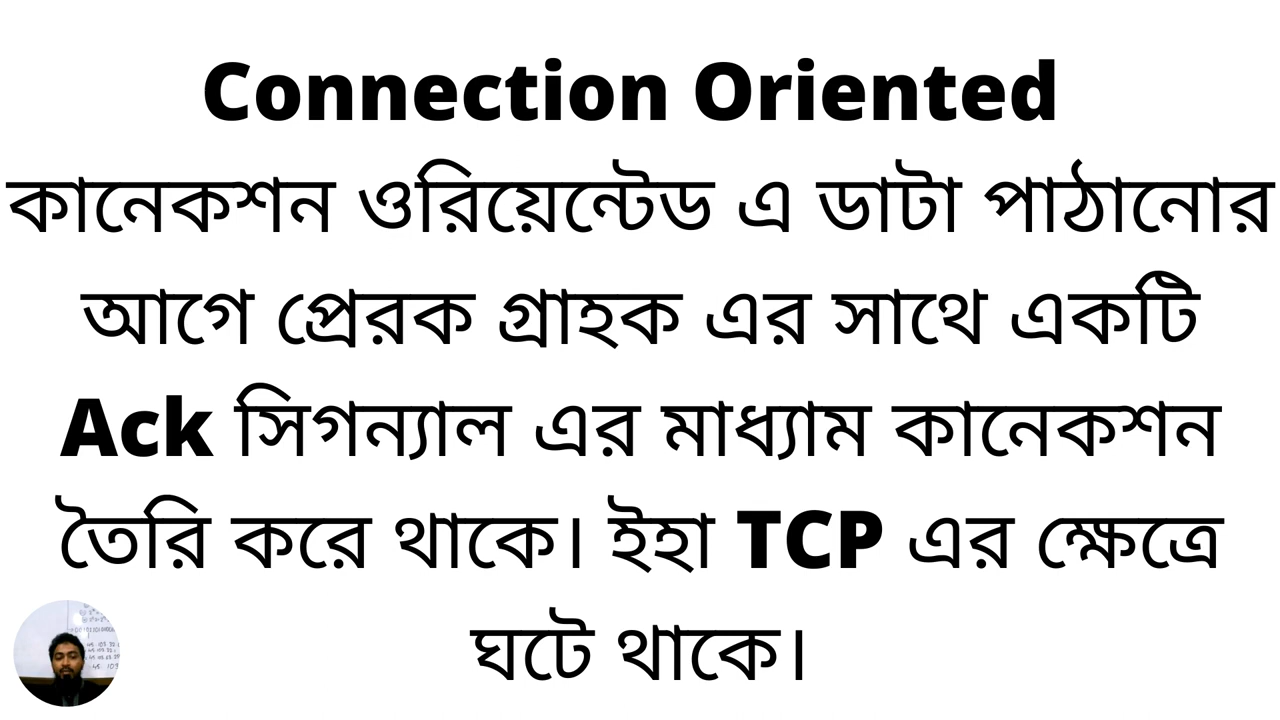 Connection Oriented
কানেকশন ওরিয়েন্টেড এ ডাটা পাঠানোর
আগে প্রেরক গ্রাহক এর সাথে একটি
Ack সিগন্যাল এর মাধ্যাম কানেকশন
তৈরি করে থাকে। ইহা TCP এর ক্ষেত্রে
ঘটে থাকে।